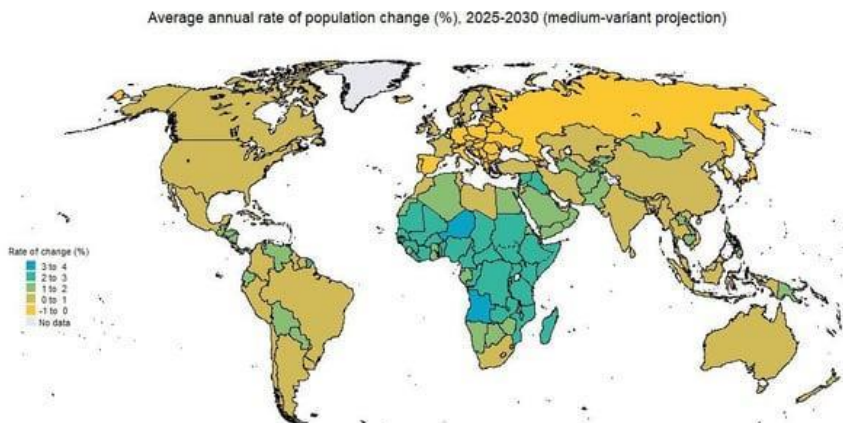 Average annual rate of population change (%), 2025-2030 (medium-variant projection)
Rate of change (%)
3 to 4
2 to 3
1 to 2
0 to 1
-1 to 0
No data